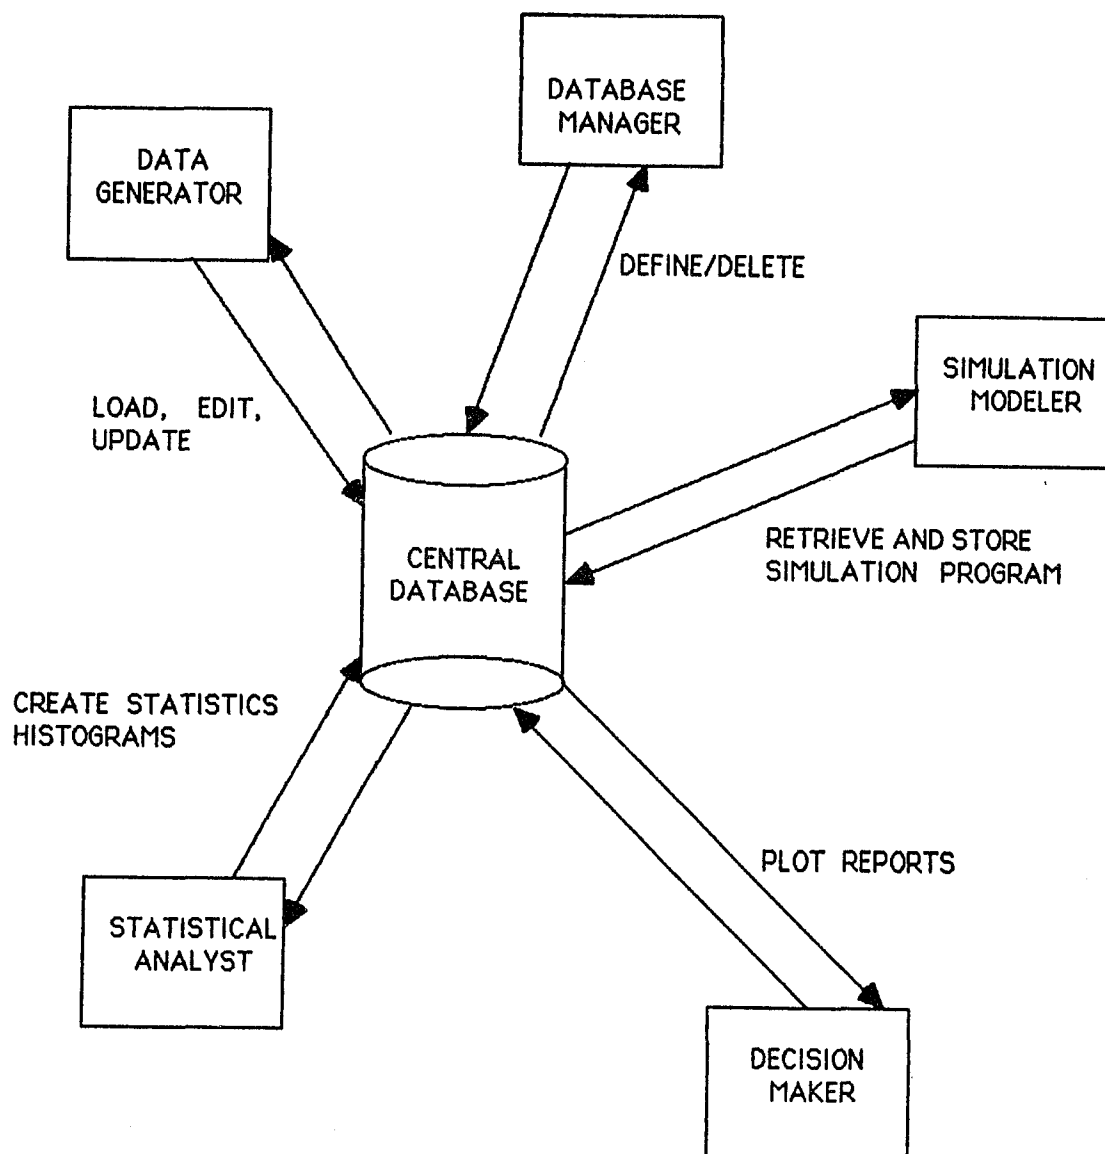 DATABASE
MANAGER
DATA
GENERATOR
DEFINE/DELETE
SIMULATION
MODELER
LOAD, EDIT,
UPDATE
CENTRAL
DATABASE
RETRIEVE AND STORE
SIMULATION PROGRAM
CREATE STATISTICS
HISTOGRAMS
PLOT REPORTS
STATISTICAL
ANALYST
DECISION
MAKER